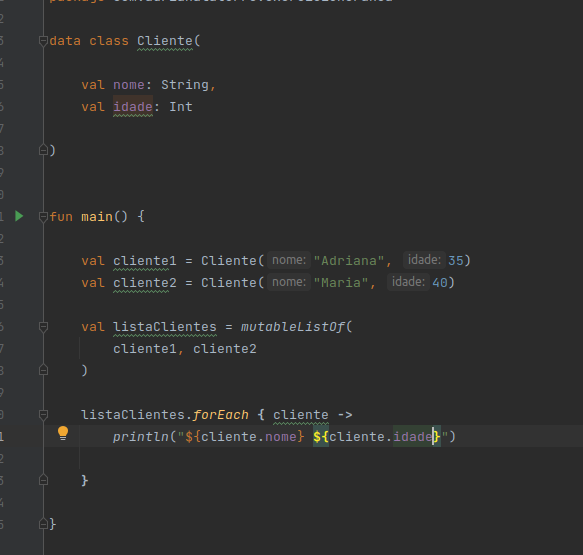 data class Cliente(
val nome: String,
val idade: Int
)
fun main() {
val cliente1 = Cliente( nome: "Adriana", idade: 35)
val cliente2 = Cliente( nome: "Maria", idade: 40)
val listaClientes = mutableListOf(
cliente1, cliente2
)
listaClientes.forEach { cliente ->
println("${cliente.nome} ${cliente.idade}")
}
}